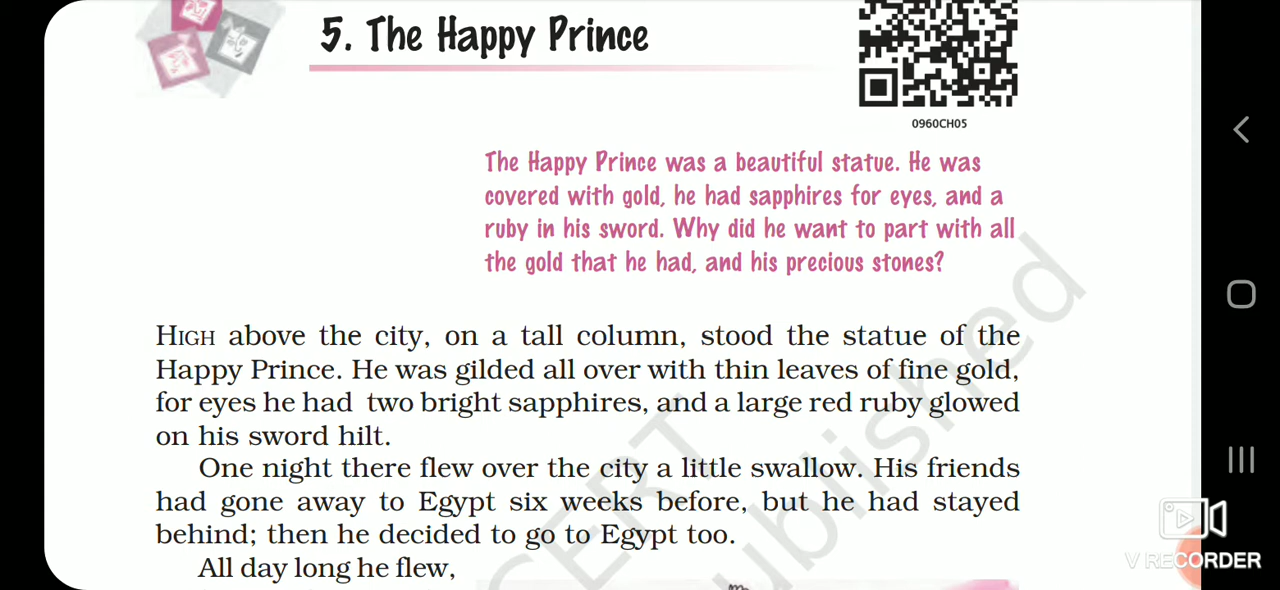 5. The Happy Prince
0960CH05
The Happy Prince was a beautiful statue. He was
covered with gold, he had sapphires for eyes, and a
ruby in his sword. Why did he want to part with all
the gold that he had, and his precious stones?
HIGH above the city, on a tall column, stood the statue of the
Happy Prince. He was gilded all over with thin leaves of fine gold,
for eyes he had two bright sapphires, and a large red ruby glowed
on his sword hilt.
One night there flew over the city a little swallow. His friends
had gone away to Egypt six weeks before, but he had stayed
behind; then he decided to go to Egypt too.
All day long he flew,
V RECORDER